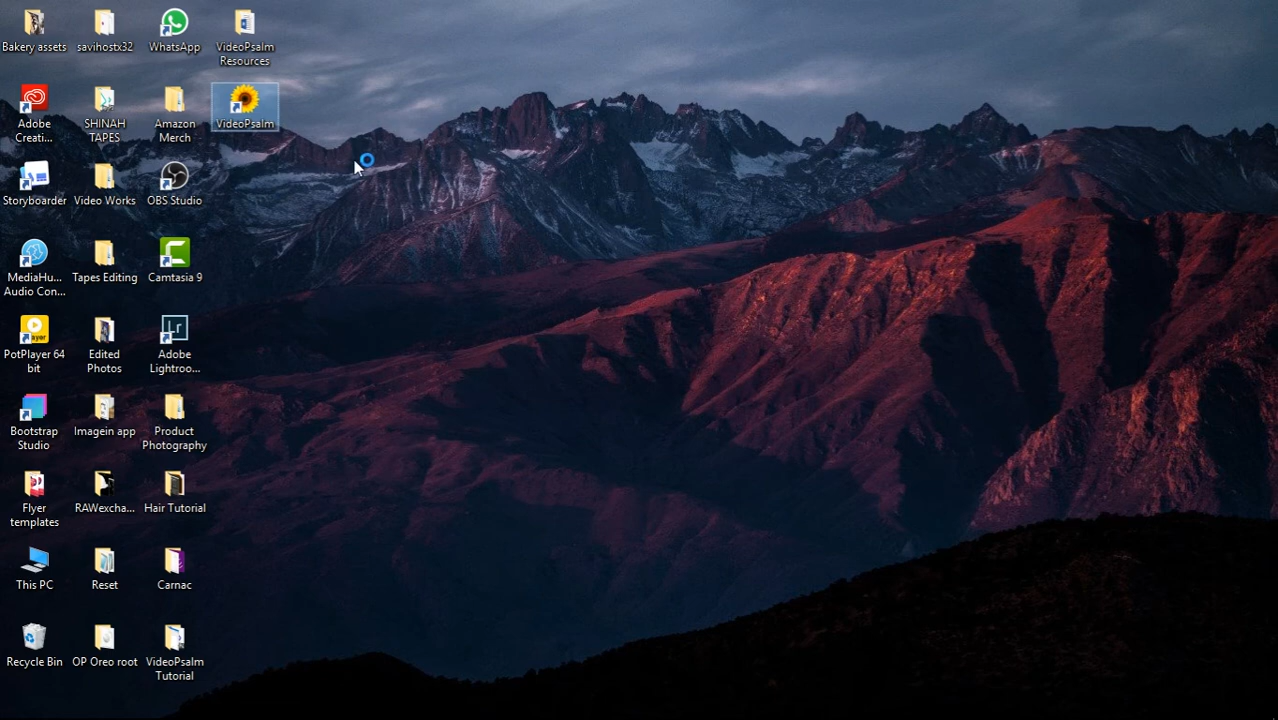 Bakery assets
savihostx32
WhatsApp
VideoPsalm
Resources
Adobe
Creati...
SHINAH
TAPES
Amazon
Merch
VideoPsalm
Storyboarder
Video Works
OBS Studio
MediaHu...
Audio Con...
Tapes Editing
Camtasia 9
PotPlayer 64
bit
Edited
Photos
Lr
Adobe
Lightroo...
Bootstrap
Studio
Imagein app
Product
Photography
Flyer
templates
RAWexcha...
Hair Tutorial
This PC
Reset
Carnac
Recycle Bin
OP Oreo root
VideoPsalm
Tutorial